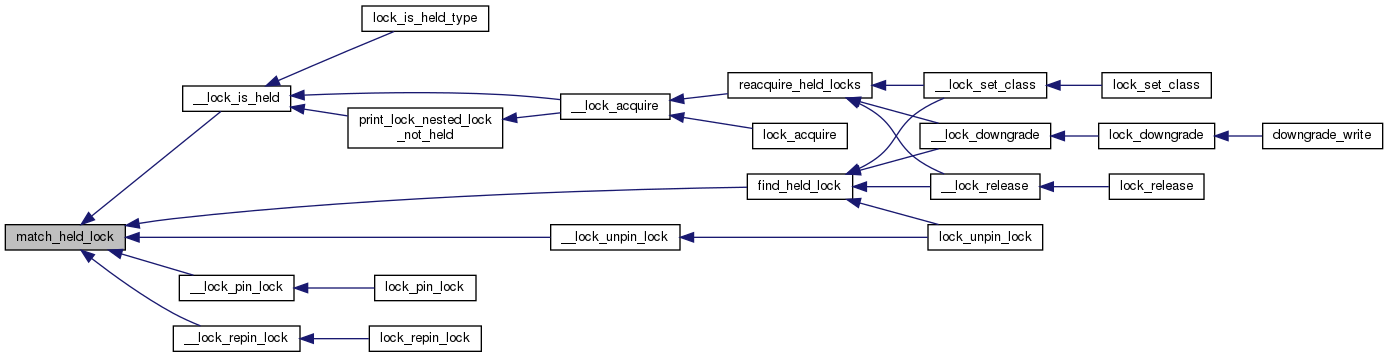 lock_is_held_type
__lock_is_held
reacquire_held_locks
__lock_set_class
lock_set_class
__lock_acquire
print_lock_nested_lock
_not_held
lock_acquire
__lock_downgrade
lock_downgrade
downgrade_write
find_held_lock
__lock_release
lock_release
match_held_lock
__lock_unpin_lock
lock_unpin_lock
__lock_pin_lock
lock_pin_lock
__lock_repin_lock
lock_repin_lock